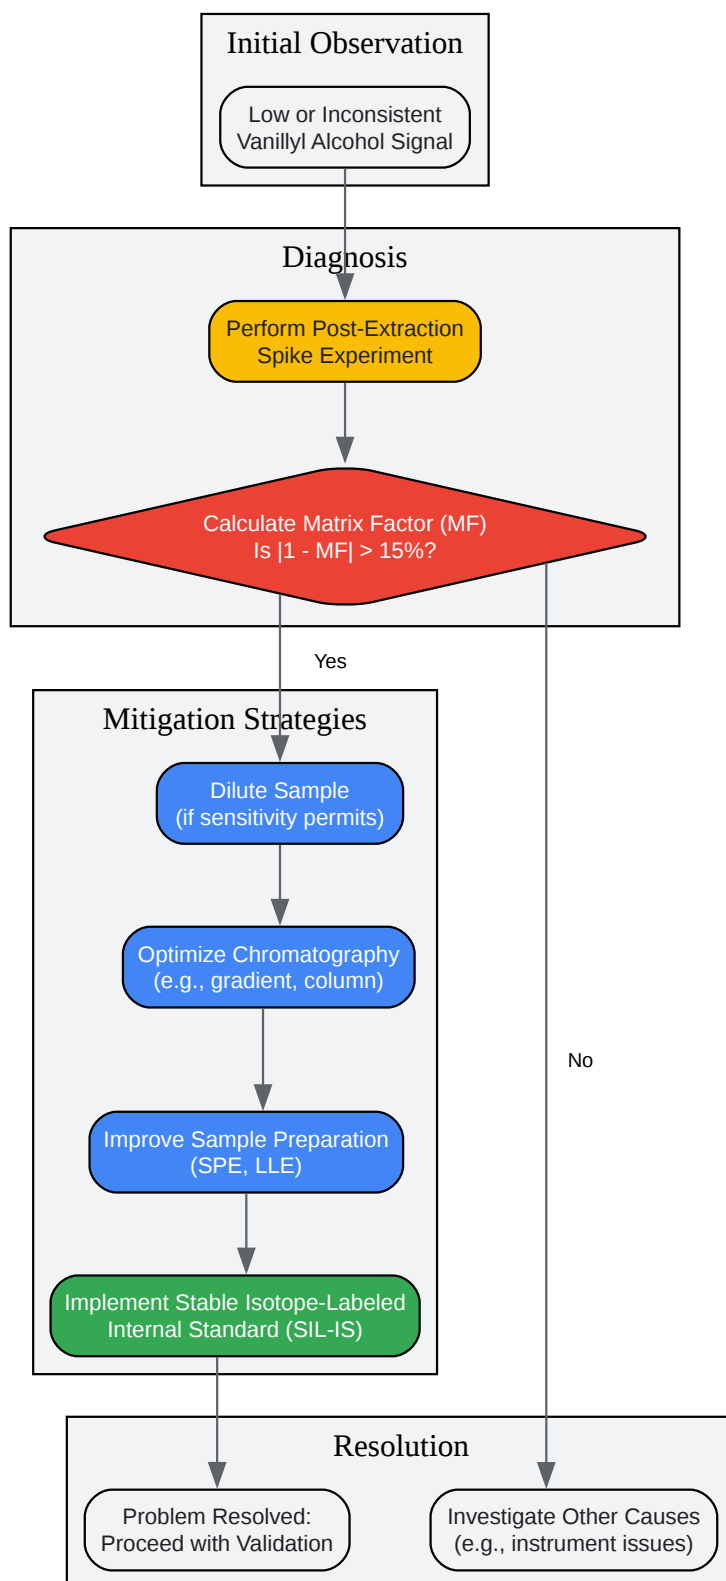 Initial Observation
Low or Inconsistent
Vanillyl Alcohol Signal
Diagnosis
Perform Post-Extraction
Spike Experiment
Calculate Matrix Factor (MF)
Is |1 - MF| > 15%?
Yes
Mitigation Strategies
Dilute Sample
(if sensitivity permits)
Optimize Chromatography
(e.g., gradient, column)
No
Improve Sample Preparation
(SPE, LLE)
Implement Stable Isotope-Labeled
Internal Standard (SIL-IS)
Resolution
Problem Resolved:
Proceed with Validation
Investigate Other Causes
(e.g., instrument issues)